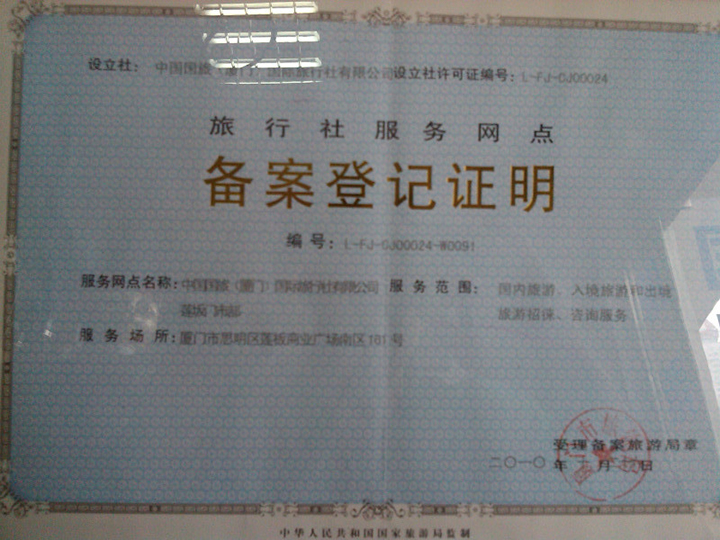 设立社： 中国国旅（厦门）国际旅行社有限公司 设立社许可证编号：L-FJ-CJ00024
旅行社服务网点
备案登记证明
编号：L-FJ-CJ00024-W0091
服务网点名称：中国国旅（厦门）国际旅行社有限公司 服务范围： 国内旅游、入境旅游和出境
莲坂门市部 旅游招徕、咨询服务
服务场所：厦门市思明区莲坂商业广场南区161号
受理备案旅游局章
二〇一〇年 月 日
中华人民共和国国家旅游局监制